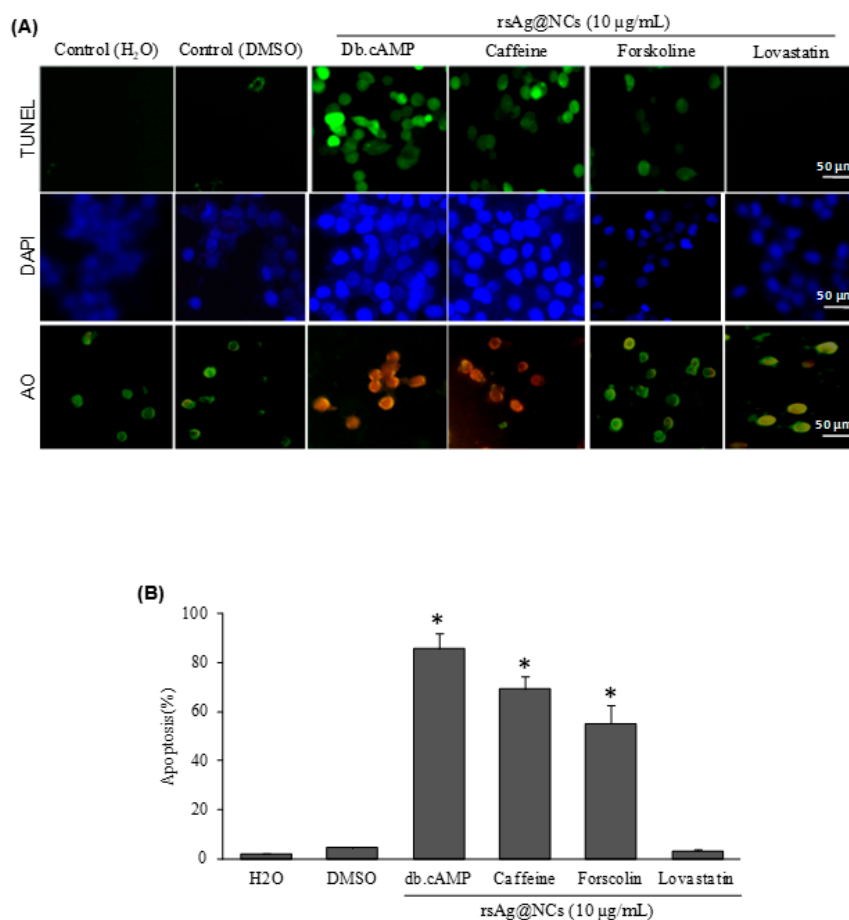 (A)
rsAg@NCs (10 µg/mL)
Control (H₂O) Control (DMSO) Db.cAMP Caffeine Forskoline Lovastatin
TUNEL
50 µm
DAPI
50 µm
AO
50 µm
(B)
Apoptosis(%)
100
80
60
40
20
0
* * *
H2O DMSO db.cAMP Caffeine Forscolin Lovastatin
rsAg@NCs (10 µg/mL)